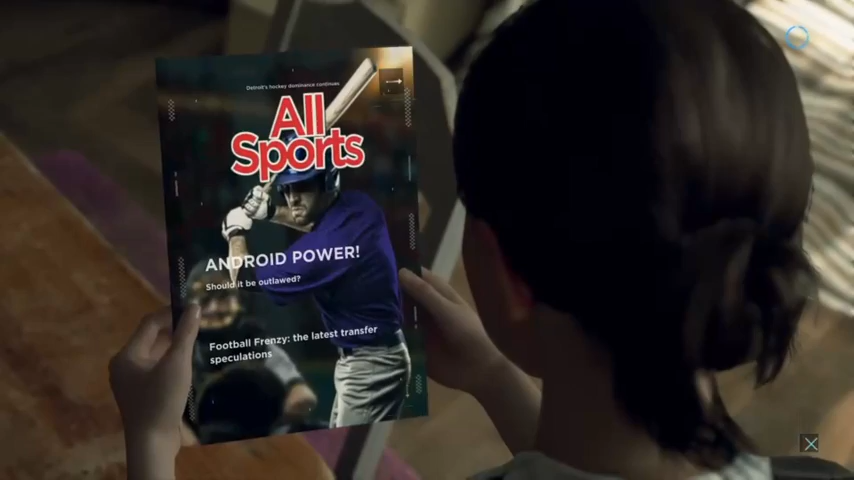 Detroit's hockey dominance continues
All
Sports
ANDROID POWER!
Should it be outlawed?
Football Frenzy: the latest transfer
speculations